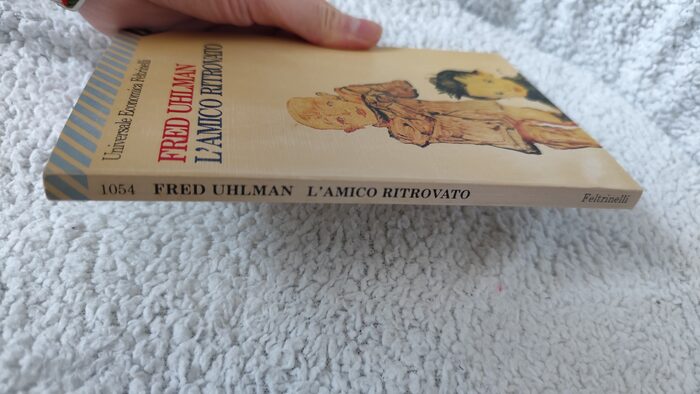 Universale Economica Feltrinelli
FRED UHLMAN
L'AMICO RITROVATO
1054 FRED UHLMAN L'AMICO RITROVATO Feltrinelli